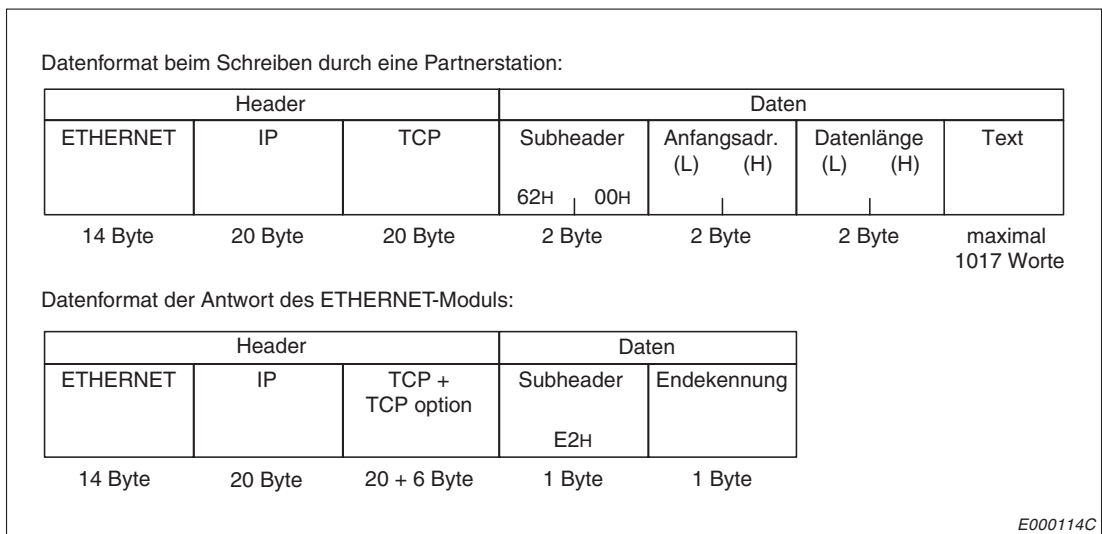 Datenformat beim Schreiben durch eine Partnerstation:
Header Daten
ETHERNET IP TCP Subheader Anfangsadr. Datenlänge Text
(L) (H) (L) (H)
62H 00H
14 Byte 20 Byte 20 Byte 2 Byte 2 Byte 2 Byte maximal
1017 Worte
Datenformat der Antwort des ETHERNET-Moduls:
Header Daten
ETHERNET IP TCP + Subheader Endekennung
TCP option
E2H
14 Byte 20 Byte 20 + 6 Byte 1 Byte 1 Byte
E000114C